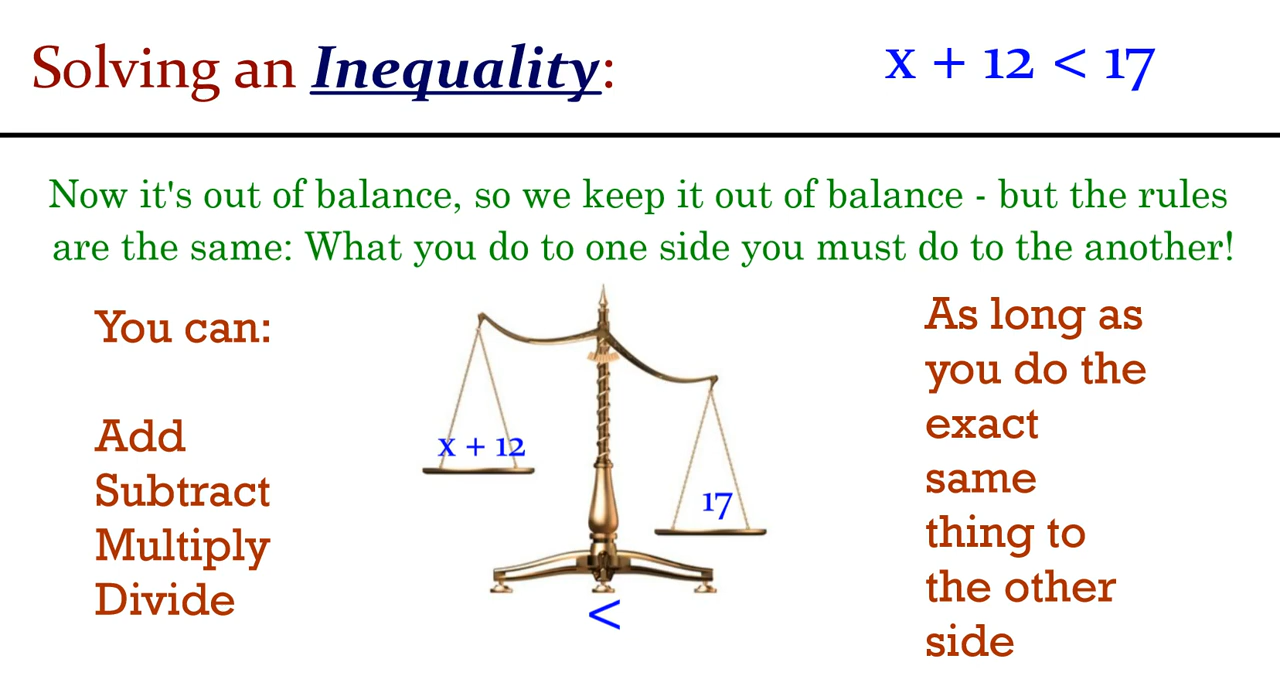 Solving an Inequality:
x + 12 < 17
Now it's out of balance, so we keep it out of balance - but the rules
are the same: What you do to one side you must do to the another!
You can:
Add
Subtract
Multiply
Divide
x + 12
17
<
As long as
you do the
exact
same
thing to
the other
side